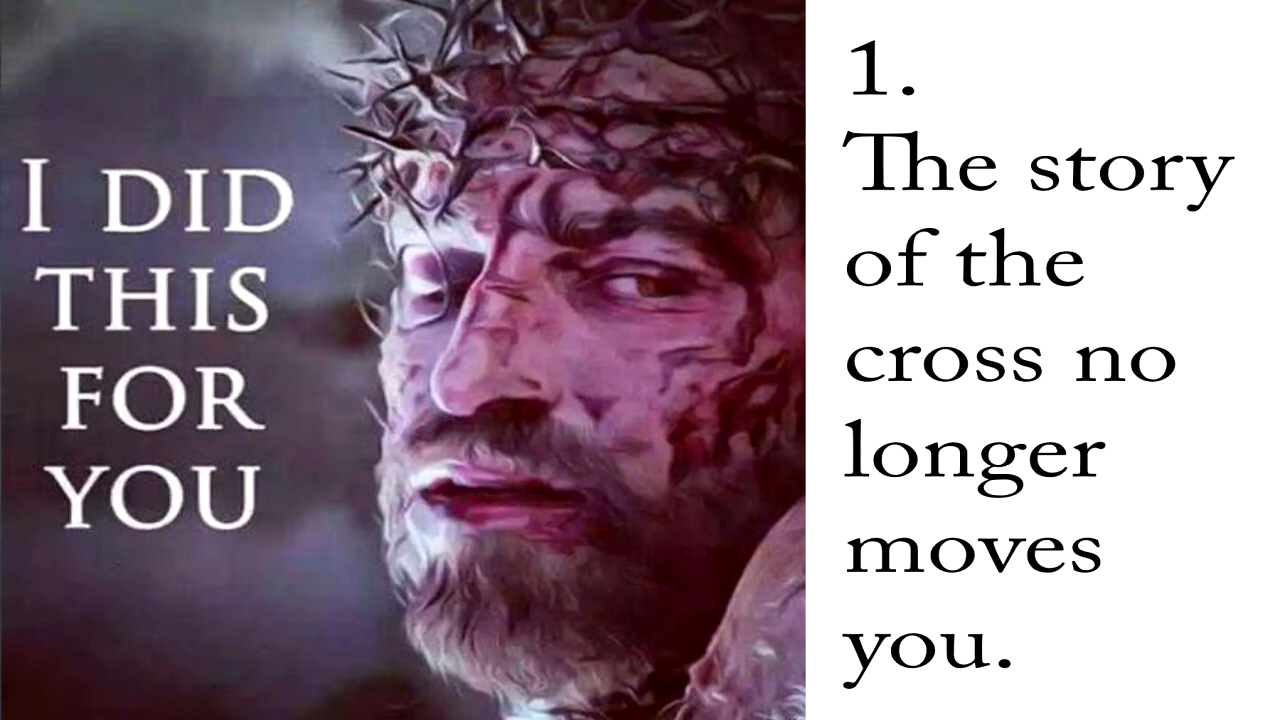 I DID
THIS
FOR
YOU
1.
The story
of the
cross no
longer
moves
you.